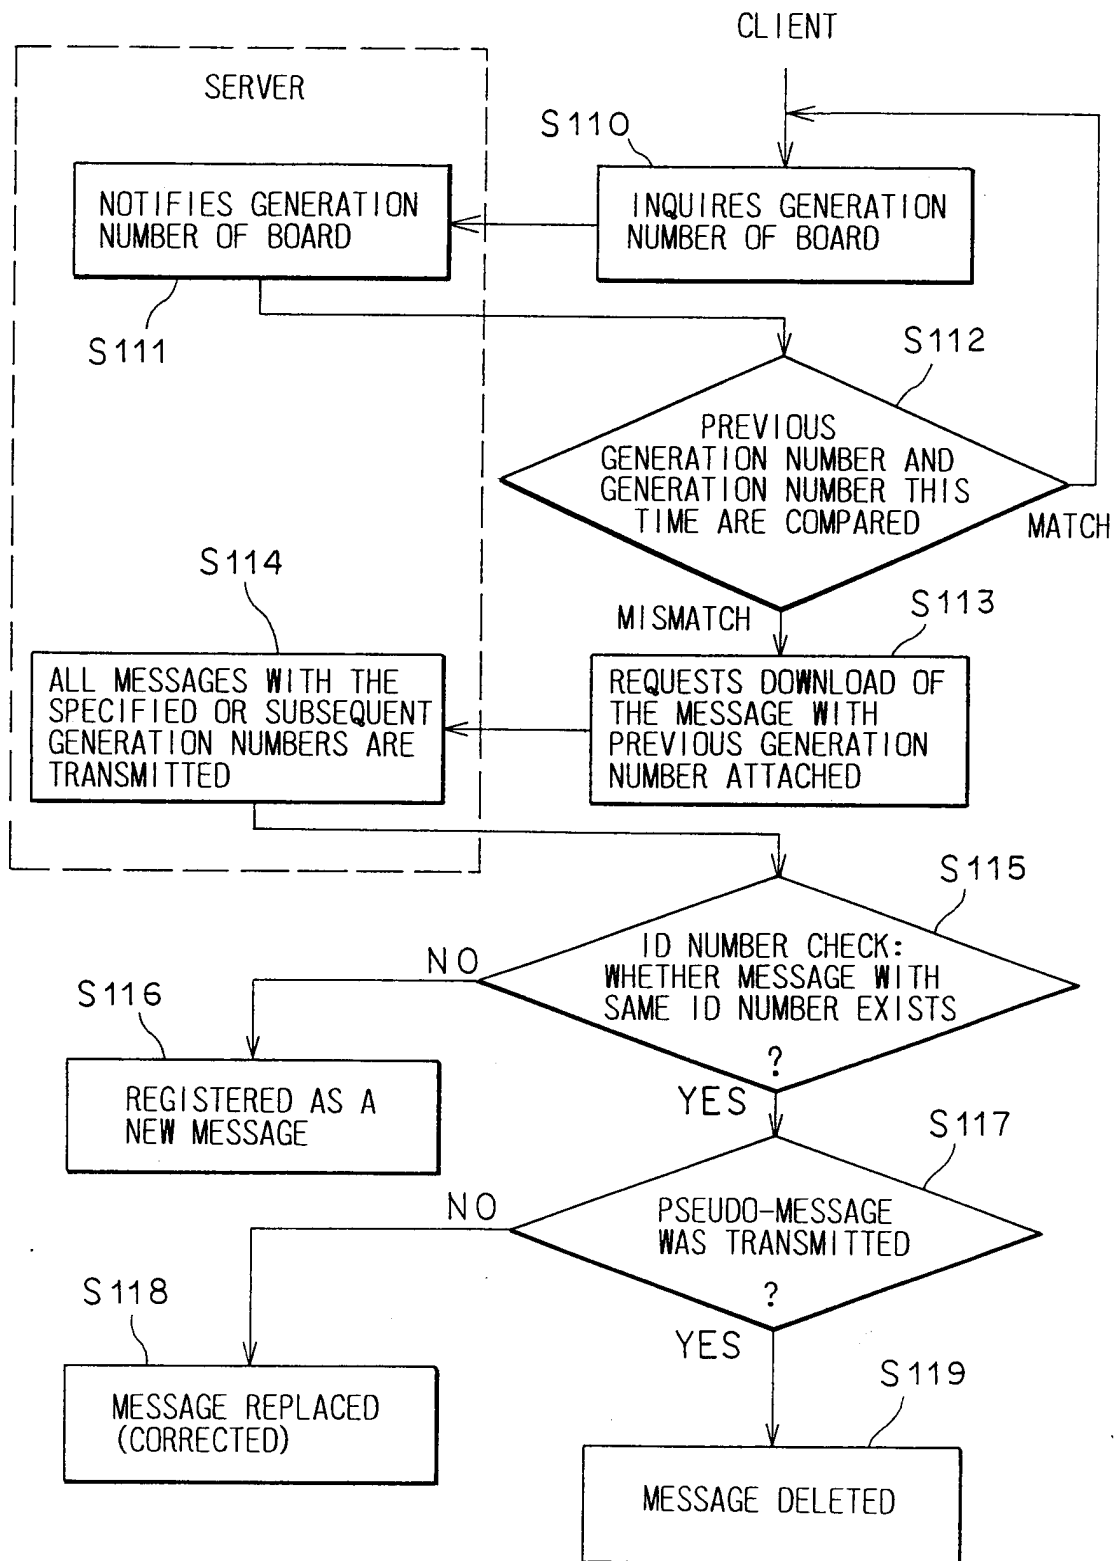 CLIENT
SERVER
S110
NOTIFIES GENERATION
NUMBER OF BOARD
INQUIRES GENERATION
NUMBER OF BOARD
S111
S112
PREVIOUS
GENERATION NUMBER AND
GENERATION NUMBER THIS
TIME ARE COMPARED
MATCH
S114
MISMATCH
S113
ALL MESSAGES WITH THE
SPECIFIED OR SUBSEQUENT
GENERATION NUMBERS ARE
TRANSMITTED
REQUESTS DOWNLOAD OF
THE MESSAGE WITH
PREVIOUS GENERATION
NUMBER ATTACHED
S115
ID NUMBER CHECK:
WHETHER MESSAGE WITH
SAME ID NUMBER EXISTS
?
NO
S116
REGISTERED AS A
NEW MESSAGE
YES
S117
PSEUDO-MESSAGE
WAS TRANSMITTED
?
NO
S118
MESSAGE REPLACED
(CORRECTED)
YES
S119
MESSAGE DELETED